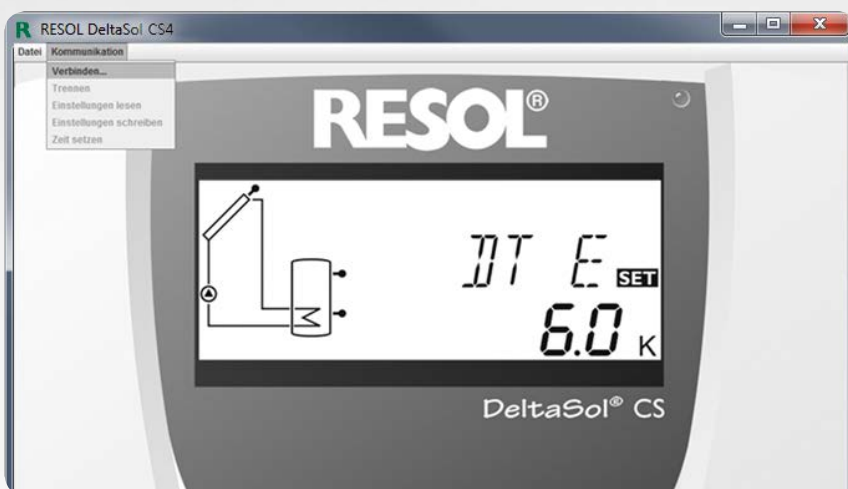 R RESOL DeltaSol CS4
Datei Kommunikation
Verbinden...
Trennen
Einstellungen lesen
Einstellungen schreiben
Zeit setzen
RESOL®
DT E SET
6.0 K
DeltaSol® CS